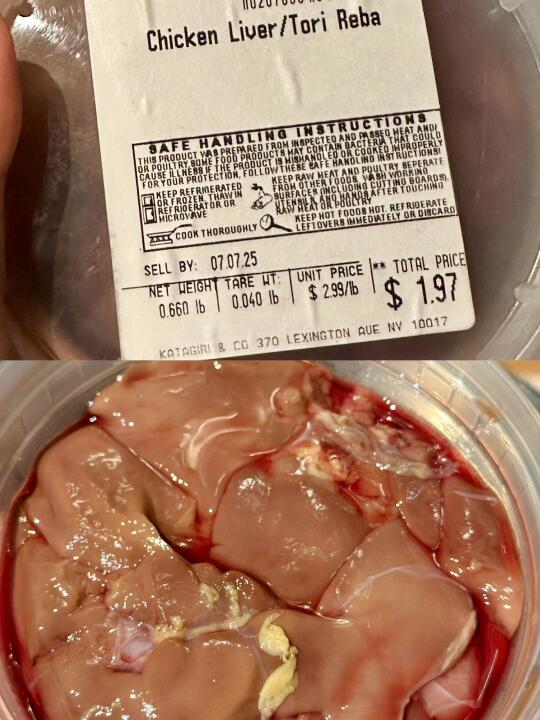 Chicken Liver/Tori Reba
SAFE HANDLING INSTRUCTIONS
THIS PRODUCT WAS PREPARED FROM INSPECTED AND PASSED MEAT AND/
OR POULTRY. SOME FOOD PRODUCTS MAY CONTAIN BACTERIA THAT COULD
CAUSE ILLNESS IF THE PRODUCT IS MISHANDLED OR COOKED IMPROPERLY
FOR YOUR PROTECTION, FOLLOW THESE SAFE HANDLING INSTRUCTIONS!
KEEP REFRIGERATED
OR FROZEN. THAW IN
REFRIGERATOR OR
MICROWAVE
KEEP RAW MEAT AND POULTRY SEPERATE
FROM OTHER FOODS. WASH WORKING
SURFACES (INCLUDING CUTTING BOARDS),
UTENSILS AND HAND AFTER TOUCHING
RAW MEAT OR POULTRY
COOK THOROUGHLY
KEEP HOT FOODS HOT. REFRIGERATE
LEFTOVERS IMMEDIATELY OR DISCARD
SELL BY: 07.07.25
NET WEIGHT TARE WT: UNIT PRICE ** TOTAL PRICE
0.660 lb 0.040 lb $ 2.99/lb $ 1.97
KATAGIRI & CO 370 LEXINGTON AUE NV 10017